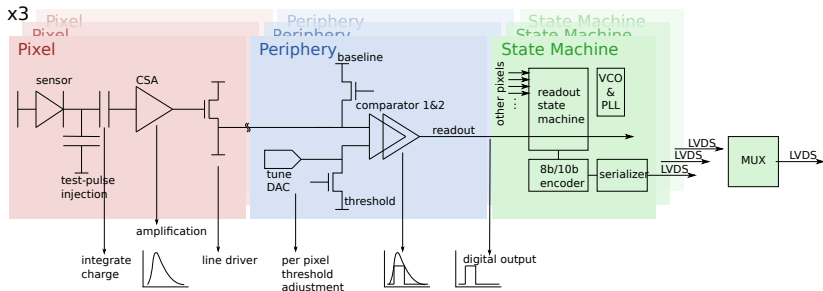 x3
Pixel
Periphery
State Machine
Pixel
Periphery
State Machine
Pixel
Periphery
State Machine
sensor
CSA
baseline
comparator 1&2
other pixels
...
readout
state
machine
VCO
&
PLL
readout
tune
DAC
test-pulse
injection
threshold
8b/10b
encoder
serializer
LVDS
LVDS
LVDS
MUX
LVDS
amplification
integrate
charge
line driver
per pixel
threshold
adjustment
digital output